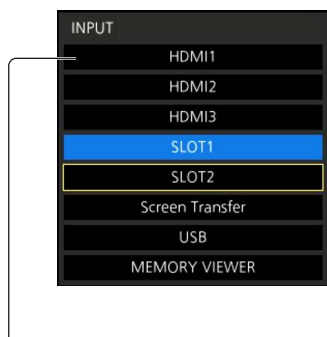 INPUT
HDMI1
HDMI2
HDMI3
SLOT1
SLOT2
Screen Transfer
USB
MEMORY VIEWER